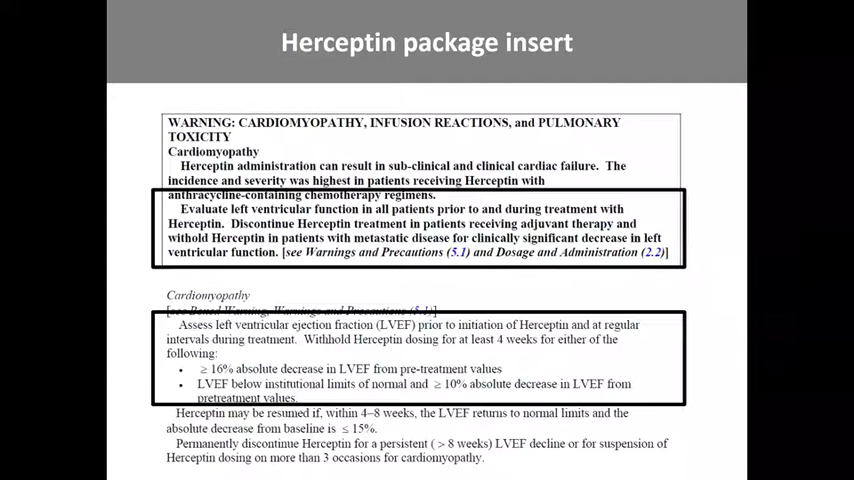 Herceptin package insert
WARNING: CARDIOMYOPATHY, INFUSION REACTIONS, and PULMONARY
TOXICITY
Cardiomyopathy
Herceptin administration can result in sub-clinical and clinical cardiac failure. The
incidence and severity was highest in patients receiving Herceptin with
anthracycline-containing chemotherapy regimens.
Evaluate left ventricular function in all patients prior to and during treatment with
Herceptin. Discontinue Herceptin treatment in patients receiving adjuvant therapy and
withold Herceptin in patients with metastatic disease for clinically significant decrease in left
ventricular function. [see Warnings and Precautions (5.1) and Dosage and Administration (2.2)]
Cardiomyopathy
[see Boxed Warning, Warnings and Precautions (5.1)]
Assess left ventricular ejection fraction (LVEF) prior to initiation of Herceptin and at regular
intervals during treatment. Withhold Herceptin dosing for at least 4 weeks for either of the
following:
• ≥ 16% absolute decrease in LVEF from pre-treatment values
• LVEF below institutional limits of normal and ≥ 10% absolute decrease in LVEF from
pretreatment values.
Herceptin may be resumed if, within 4–8 weeks, the LVEF returns to normal limits and the
absolute decrease from baseline is ≤ 15%.
Permanently discontinue Herceptin for a persistent ( > 8 weeks) LVEF decline or for suspension of
Herceptin dosing on more than 3 occasions for cardiomyopathy.